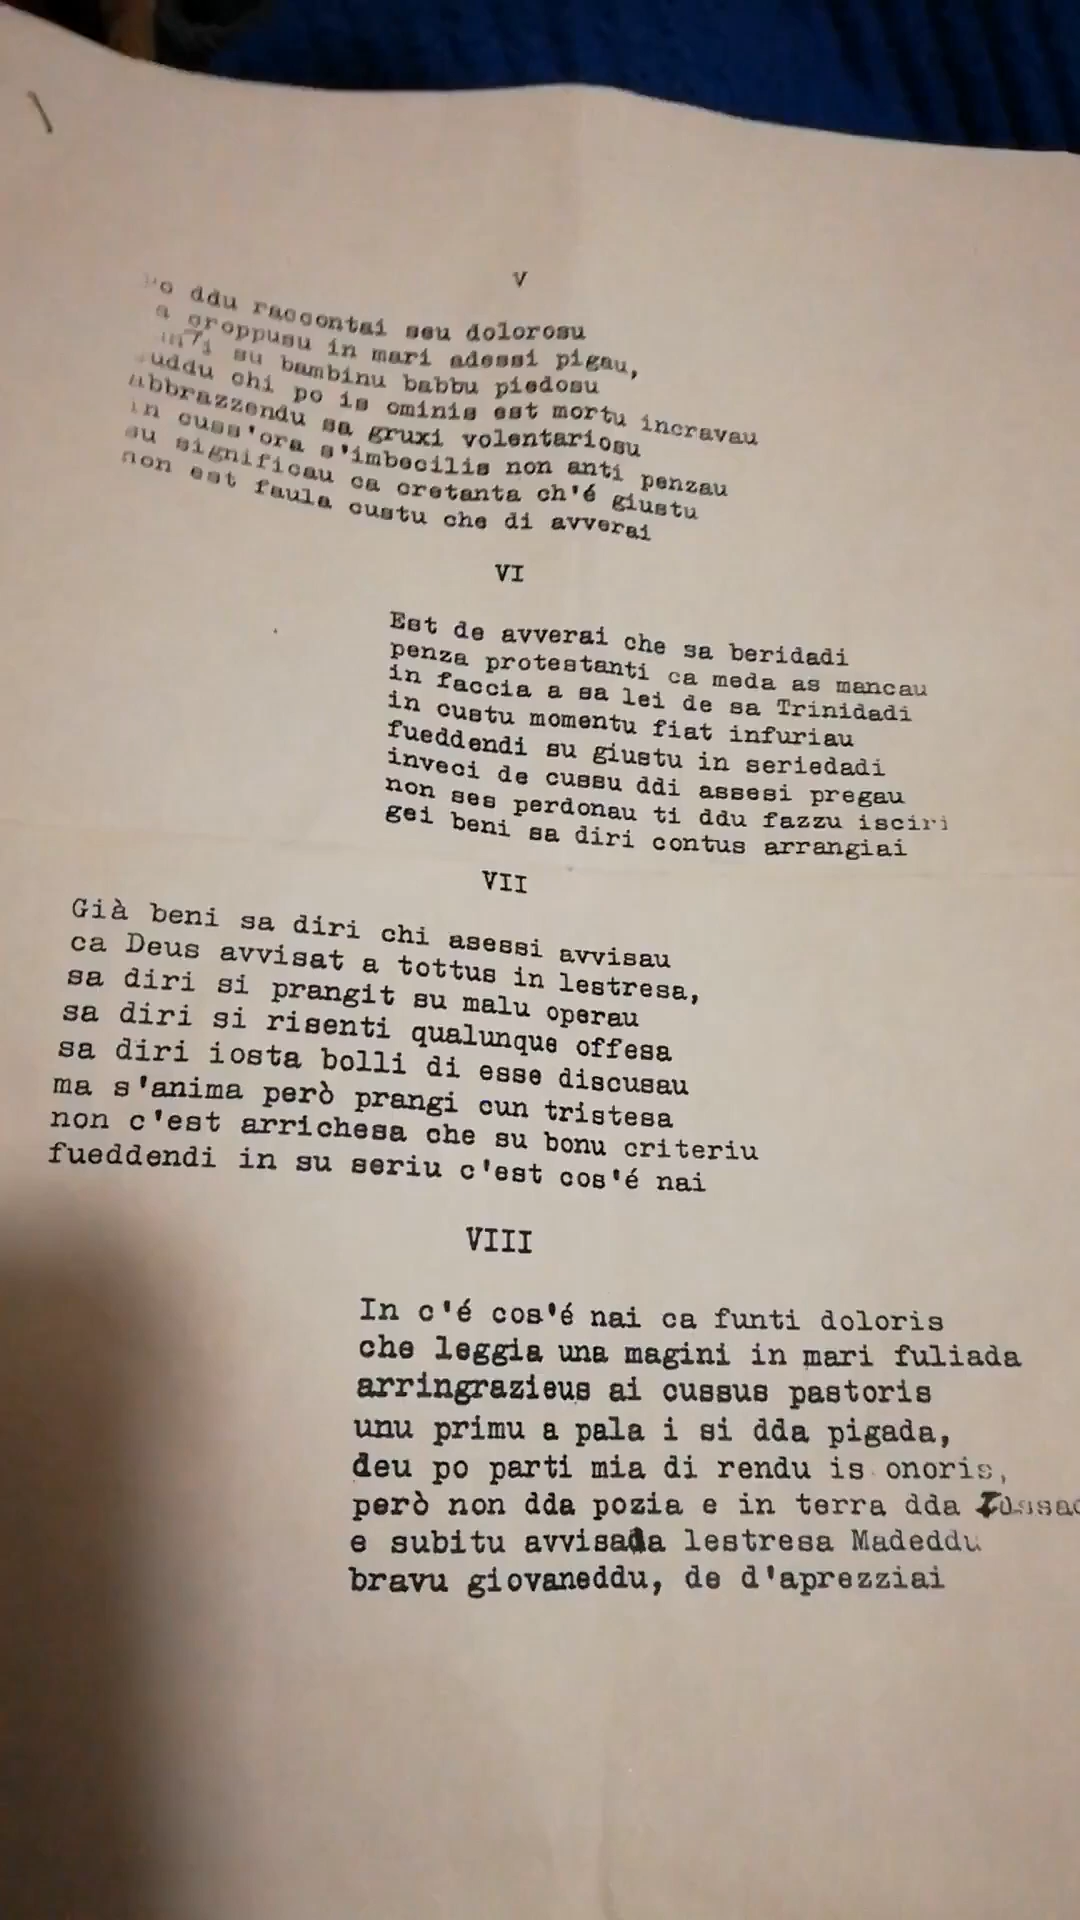 V
ddu raccontai seu dolorosu
a groppusu in mari adessi pigau,
su bambinu babbu piedosu
chi po is ominis est mortu incravau
abbrazzendu sa gruxi volentariosu
in cuss'ora s'imbecilis non anti penzau
su significau ca cretanta ch'é giustu
non est faula custu che di avverai
VI
Est de avverai che sa beridadi
penza protestanti ca meda as mancau
in faccia a sa lei de sa Trinidadi
in custu momentu fiat infuriau
fueddendi su giustu in seriedadi
inveci de cussu ddi assesi pregau
non ses perdonau ti ddu fazzu isciri
gei beni sa diri contus arrangiai
VII
Già beni sa diri chi asessi avvisau
ca Deus avvisat a tottus in lestresa,
sa diri si prangit su malu operau
sa diri si risenti qualunque offesa
sa diri iosta bolli di esse discusau
ma s'anima però prangi cun tristesa
non c'est arrichesa che su bonu criteriu
fueddendi in su seriu c'est cos'é nai
VIII
In c'é cos'é nai ca funti doloris
che leggia una magini in mari fuliada
arringrazieus ai cussus pastoris
unu primu a pala i si dda pigada,
deu po parti mia di rendu is onoris,
però non dda pozia e in terra dda
e subitu avvisada lestresa Madeddu
bravu giovaneddu, de d'aprezziai